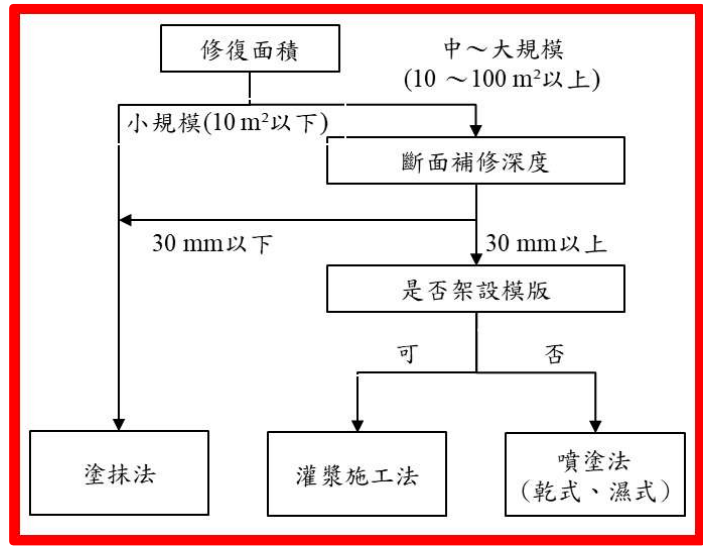 修復面積
中～大規模
(10 ～100 m²以上)
小規模(10 m²以下)
斷面補修深度
30 mm以下
30 mm以上
是否架設模版
可
否
塗抹法
灌漿施工法
噴塗法
(乾式、濕式)